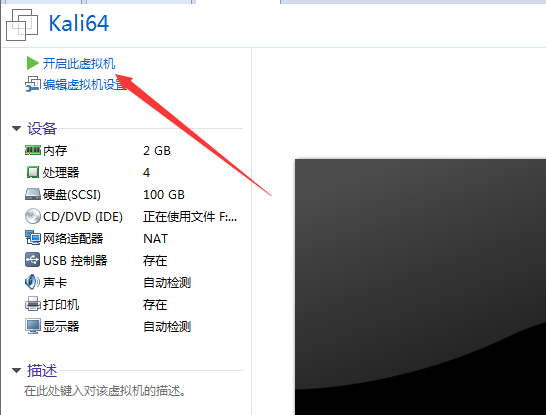 Kali64
开启此虚拟机
编辑虚拟机设置
设备
内存 2 GB
处理器 4
硬盘(SCSI) 100 GB
CD/DVD (IDE) 正在使用文件 F:...
网络适配器 NAT
USB 控制器 存在
声卡 自动检测
打印机 存在
显示器 自动检测
描述
在此处键入对该虚拟机的描述。